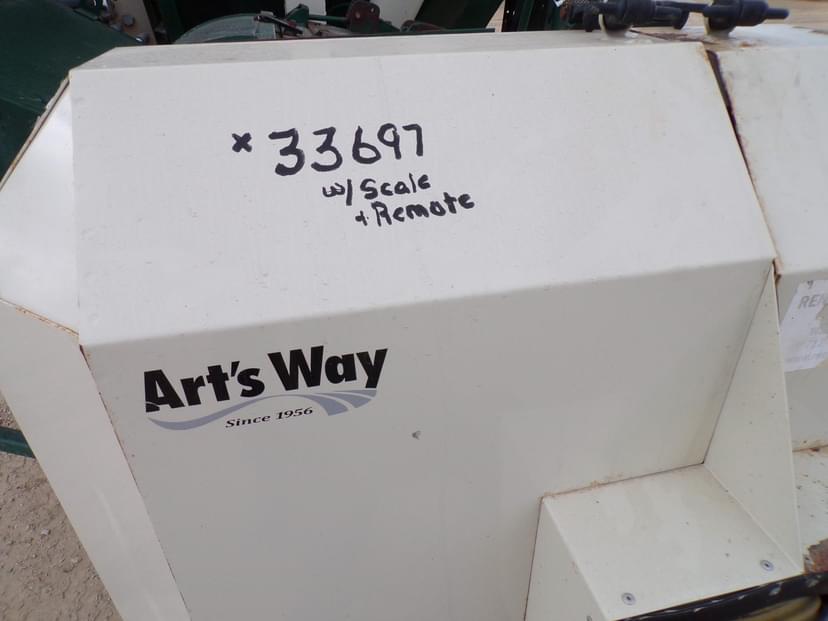 x 33697
w/ Scale
+ Remote
Art's Way
Since 1956